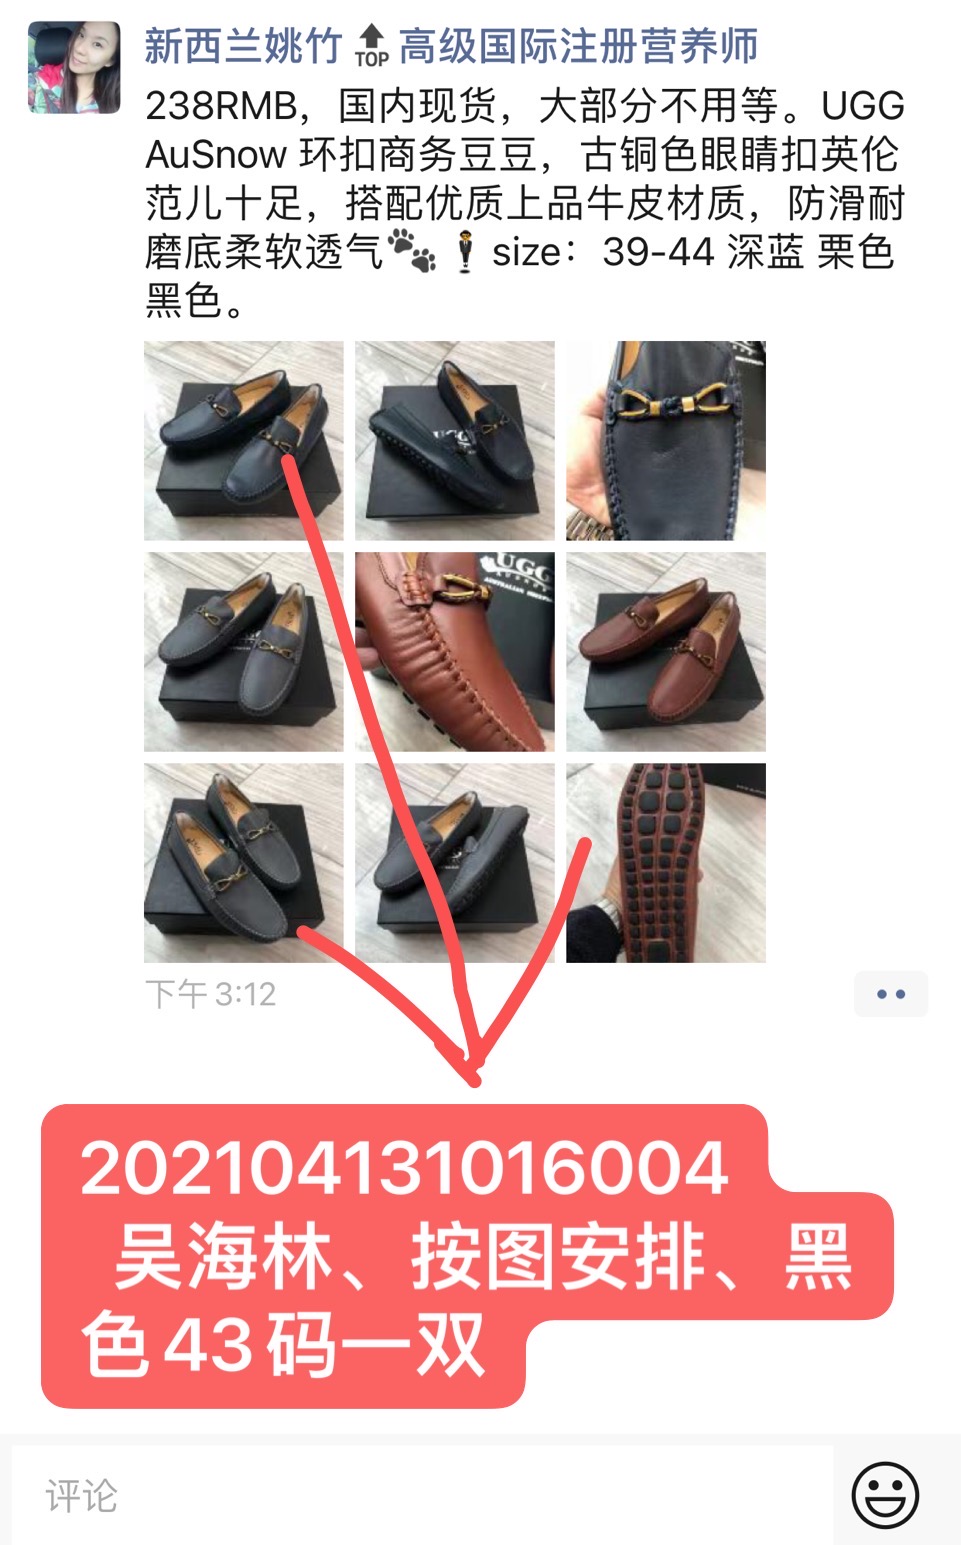 新西兰姚竹🔝高级国际注册营养师
238RMB，国内现货，大部分不用等。UGG
AuSnow 环扣商务豆豆，古铜色眼睛扣英伦
范儿十足，搭配优质上品牛皮材质，防滑耐
磨底柔软透气🐾🕴size：39-44 深蓝 栗色
黑色。
UGG
UGG
下午 3:12
202104131016004
吴海林、按图安排、黑
色43码一双
评论